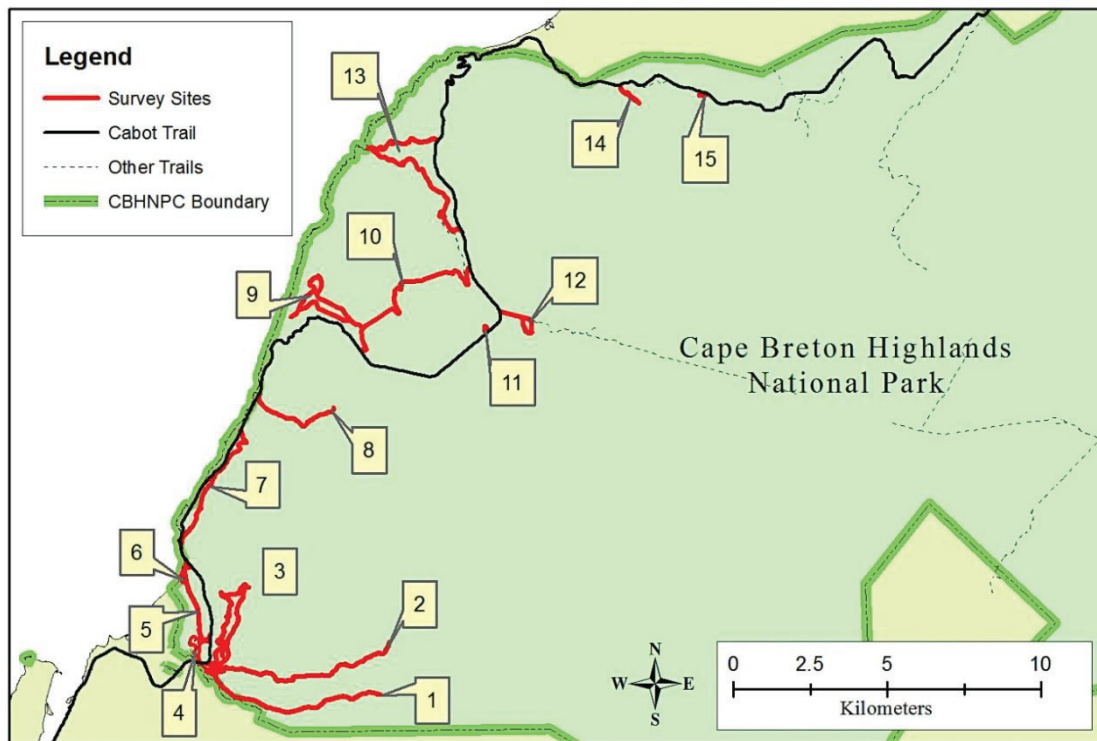 Legend
Survey Sites
Cabot Trail
Other Trails
CBHNPC Boundary
13
14
15
10
9
12
11
Cape Breton Highlands
National Park
8
7
6
3
2
5
4
1
N
W E
S
0 2.5 5 10
Kilometers